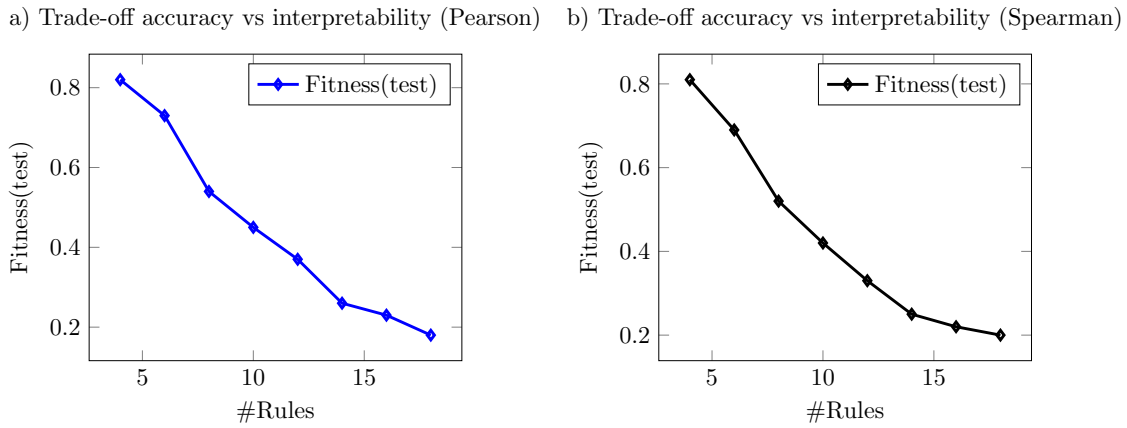 a) Trade-off accuracy vs interpretability (Pearson)
Fitness(test)
0.8
0.6
0.4
0.2
5 10 15
#Rules
Fitness(test)
b) Trade-off accuracy vs interpretability (Spearman)
Fitness(test)
0.8
0.6
0.4
0.2
5 10 15
#Rules
Fitness(test)